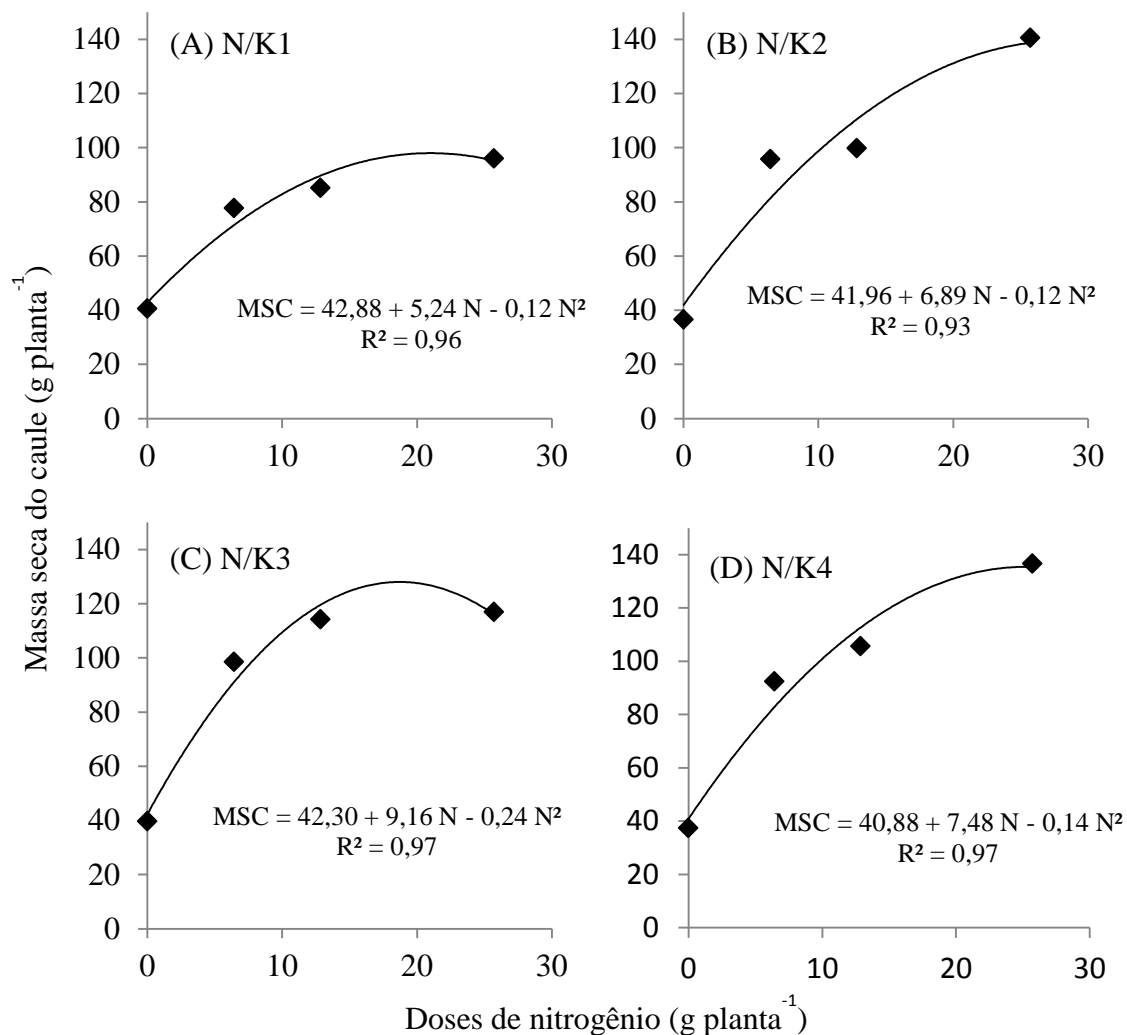 Massa seca do caule (g planta⁻¹)
(A) N/K1
140
120
100
80
60
40
20
0
MSC = 42,88 + 5,24 N - 0,12 N²
R² = 0,96
0 10 20 30
(B) N/K2
140
120
100
80
60
40
20
0
MSC = 41,96 + 6,89 N - 0,12 N²
R² = 0,93
0 10 20 30
(C) N/K3
140
120
100
80
60
40
20
0
MSC = 42,30 + 9,16 N - 0,24 N²
R² = 0,97
0 10 20 30
(D) N/K4
140
120
100
80
60
40
20
0
MSC = 40,88 + 7,48 N - 0,14 N²
R² = 0,97
0 10 20 30
Doses de nitrogênio (g planta⁻¹)